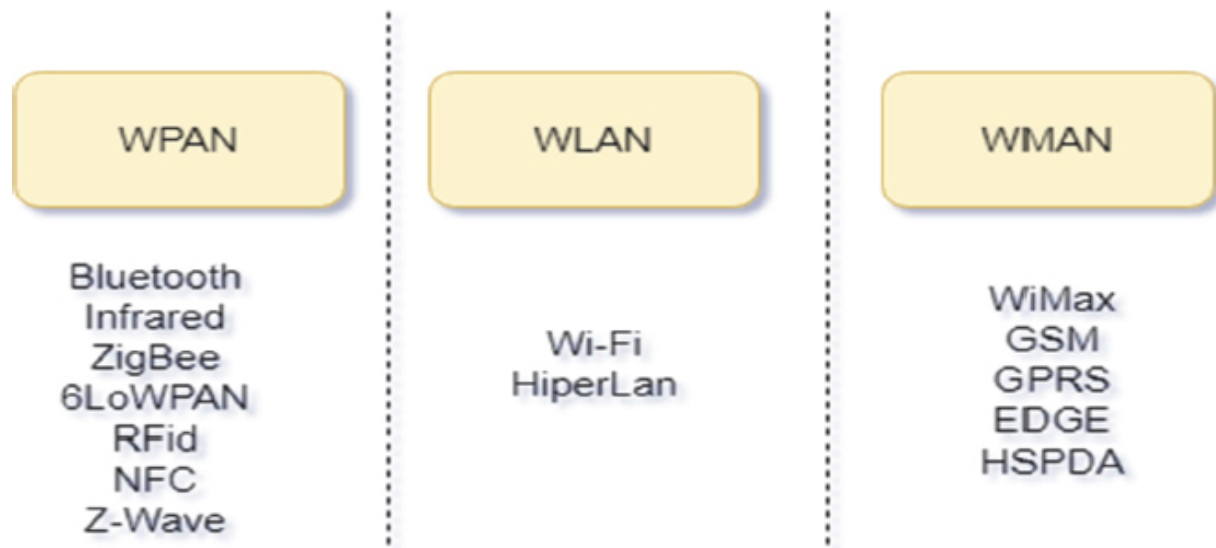 WPAN
Bluetooth
Infrared
ZigBee
6LoWPAN
RFid
NFC
Z-Wave
WLAN
Wi-Fi
HiperLan
WMAN
WiMax
GSM
GPRS
EDGE
HSPDA